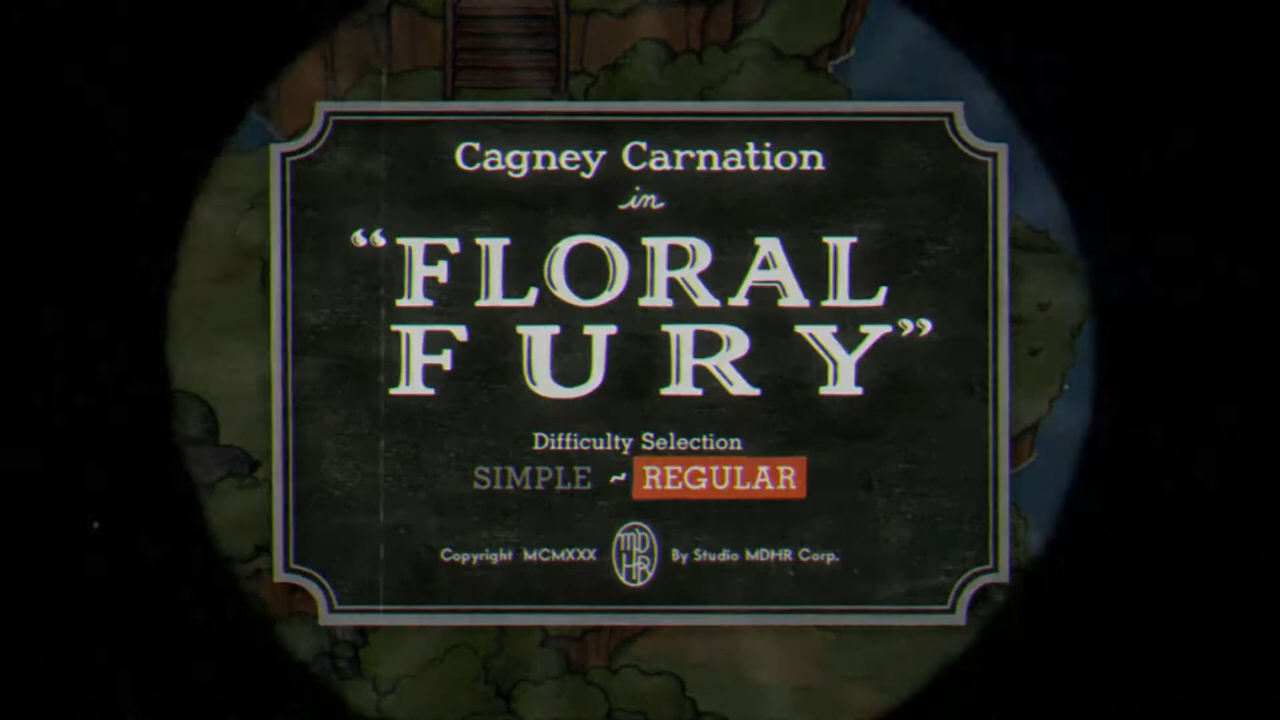 Cagney Carnation
in
“FLORAL
FURY”
Difficulty Selection
SIMPLE ~ REGULAR
Copyright MCMXXX MDHR By Studio MDHR Corp.